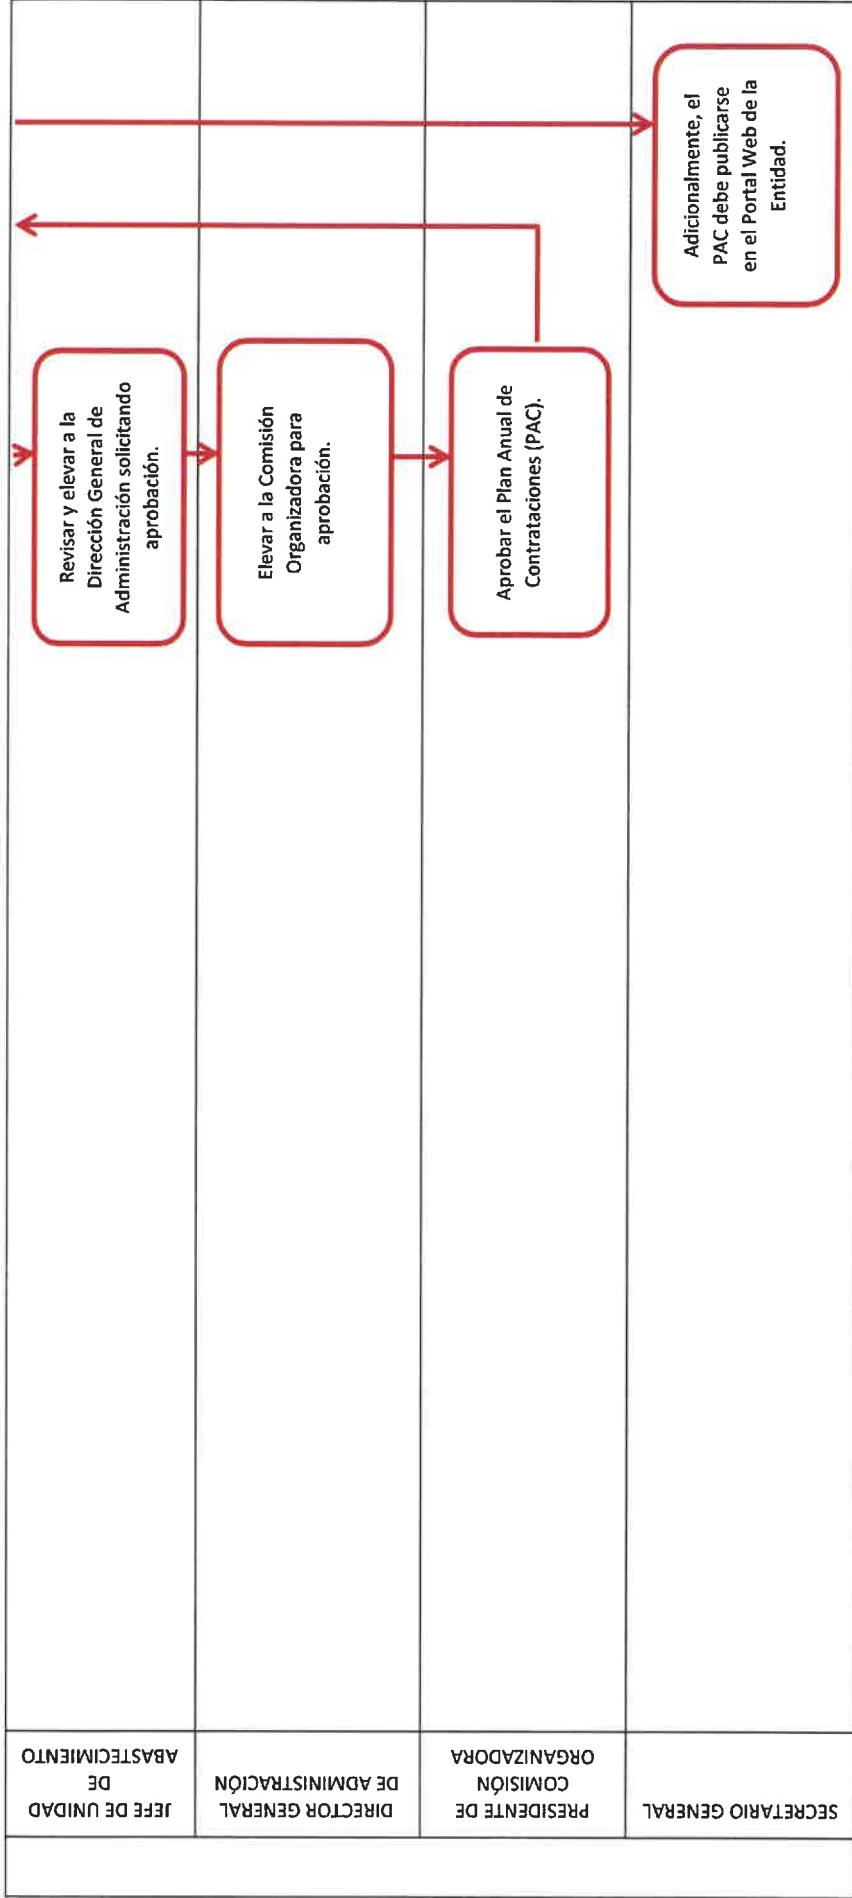 JEFE DE UNIDAD
DE
ABASTECIMIENTO
Revisar y elevar a la
Dirección General de
Administración solicitando
aprobación.
DIRECTOR GENERAL
DE ADMINISTRACIÓN
Elevar a la Comisión
Organizadora para
aprobación.
PRESIDENTE DE
COMISIÓN
ORGANIZADORA
Aprobar el Plan Anual de
Contrataciones (PAC).
SECRETARIO GENERAL
Adicionalmente, el
PAC debe publicarse
en el Portal Web de la
Entidad.